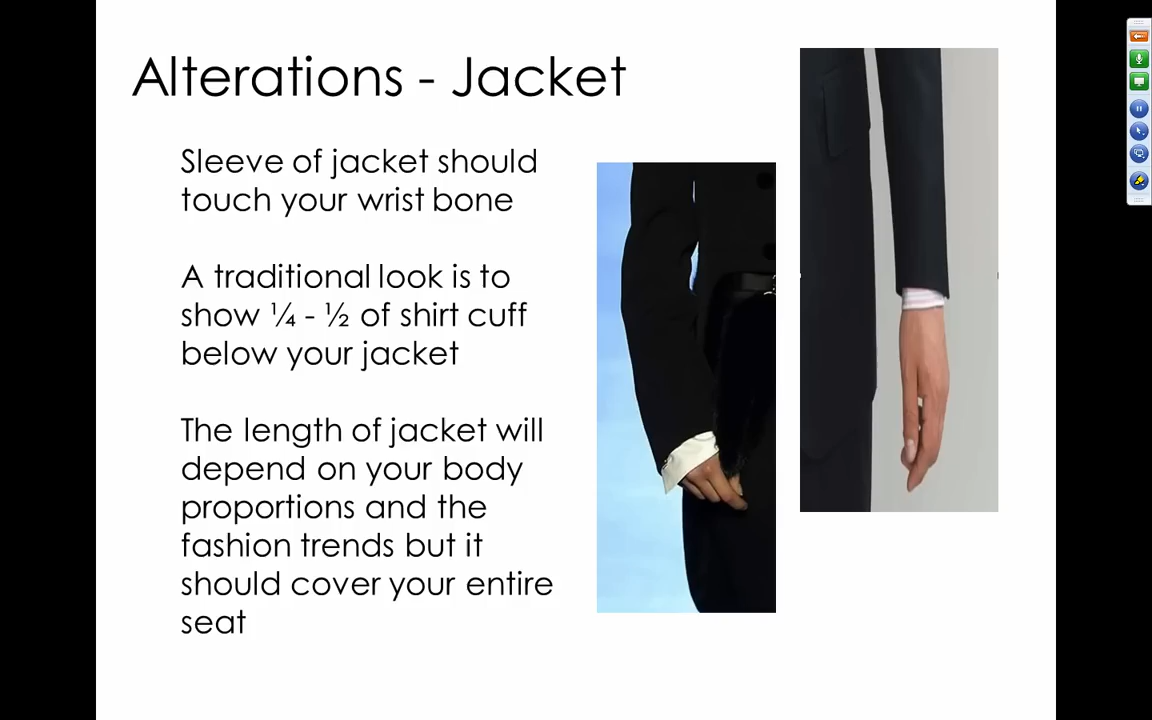 Alterations - Jacket
Sleeve of jacket should
touch your wrist bone
A traditional look is to
show ¼ - ½ of shirt cuff
below your jacket
The length of jacket will
depend on your body
proportions and the
fashion trends but it
should cover your entire
seat